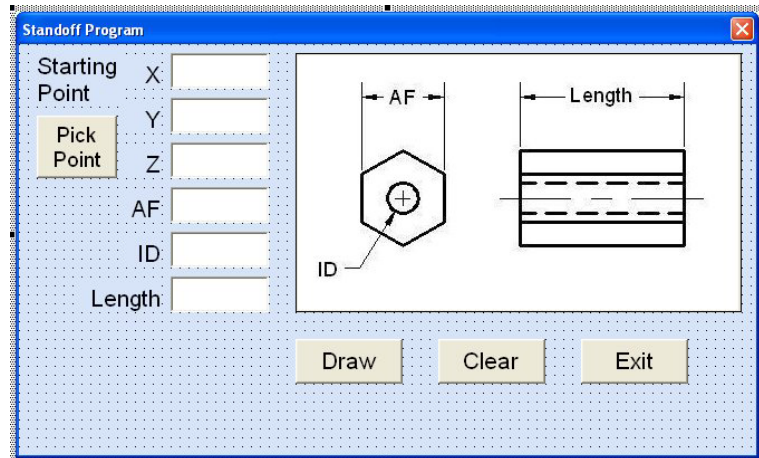 Standoff Program
Starting
Point
X
Y
Pick
Point
Z
AF
ID
Length
AF
Length
ID
Draw
Clear
Exit